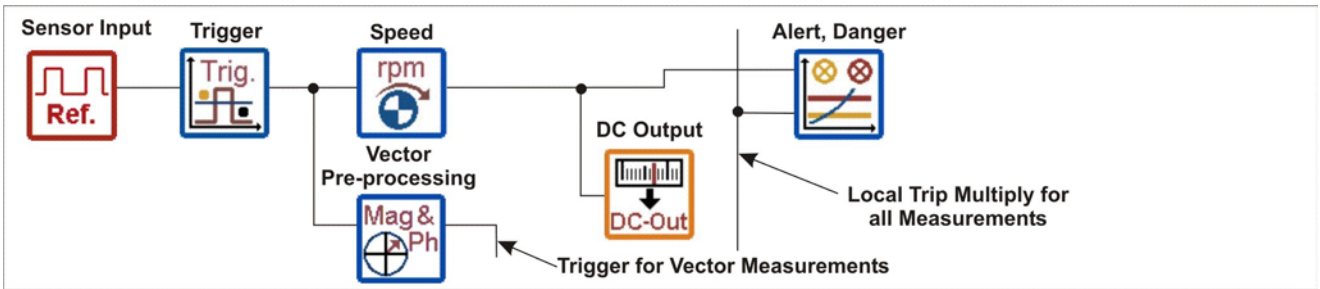 Sensor Input
Trigger
Speed
Alert, Danger
Ref.
Trig.
rpm
DC Output
Vector
Pre-processing
Mag &
Ph
DC-Out
Local Trip Multiply for
all Measurements
Trigger for Vector Measurements